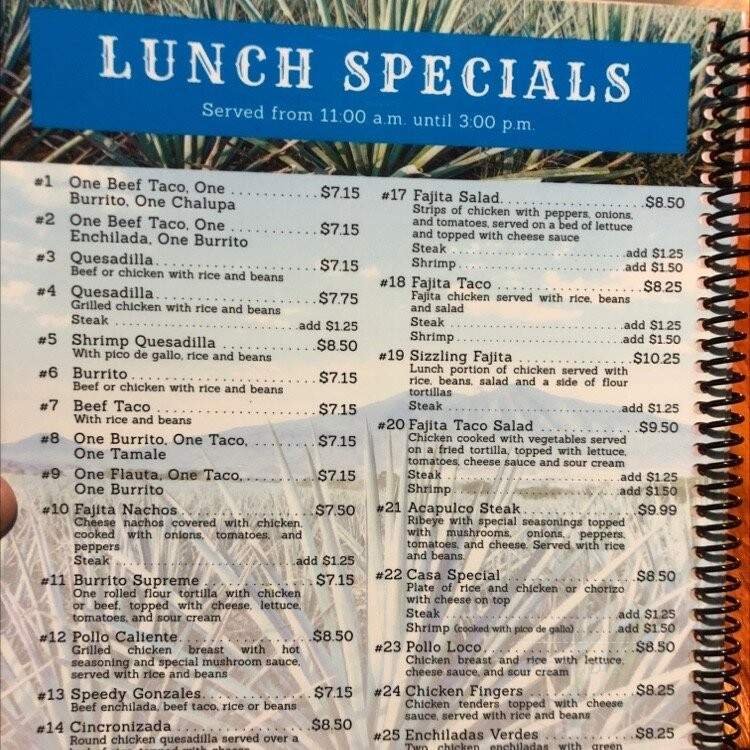 LUNCH SPECIALS
Served from 11:00 a.m. until 3:00 p.m.
#1 One Beef Taco, One ............ $7.15
Burrito, One Chalupa
#2 One Beef Taco, One ............ $7.15
Enchilada, One Burrito
#3 Quesadilla ............ $7.15
Beef or chicken with rice and beans
#4 Quesadilla ............ $7.75
Grilled chicken with rice and beans
Steak ............ add $1.25
#5 Shrimp Quesadilla ............ $8.50
With pico de gallo, rice and beans
#6 Burrito ............ $7.15
Beef or chicken with rice and beans
#7 Beef Taco ............ $7.15
With rice and beans
#8 One Burrito, One Taco, ............ $7.15
One Tamale
#9 One Flauta, One Taco, ............ $7.15
One Burrito
#10 Fajita Nachos ............ $7.50
Cheese nachos covered with chicken,
cooked with onions, tomatoes, and
peppers
Steak ............ add $1.25
#11 Burrito Supreme ............ $7.15
One rolled flour tortilla with chicken
or beef, topped with cheese, lettuce,
tomatoes, and sour cream
#12 Pollo Caliente ............ $8.50
Grilled chicken breast with hot
seasoning and special mushroom sauce,
served with rice and beans
#13 Speedy Gonzales ............ $7.15
Beef enchilada, beef taco, rice or beans
#14 Cincronizada ............ $8.50
Round chicken quesadilla served over a
#17 Fajita Salad ............ $8.50
Strips of chicken with peppers, onions,
and tomatoes, served on a bed of lettuce
and topped with cheese sauce
Steak ............ add $1.25
Shrimp ............ add $1.50
#18 Fajita Taco ............ $8.25
Fajita chicken served with rice, beans
and salad
Steak ............ add $1.25
Shrimp ............ add $1.50
#19 Sizzling Fajita ............ $10.25
Lunch portion of chicken served with
rice, beans, salad and a side of flour
tortillas
Steak ............ add $1.25
#20 Fajita Taco Salad ............ $9.50
Chicken cooked with vegetables served
on a fried tortilla, topped with lettuce,
tomatoes, cheese sauce and sour cream
Steak ............ add $1.25
Shrimp ............ add $1.50
#21 Acapulco Steak ............ $9.99
Ribeye with special seasonings topped
with mushrooms, onions, peppers,
tomatoes, and cheese. Served with rice
and beans.
#22 Casa Special ............ $8.50
Plate of rice and chicken or chorizo
with cheese on top
Steak ............ add $1.25
Shrimp (cooked with pico de gallo) ............ add $1.50
#23 Pollo Loco ............ $8.50
Chicken breast and rice with lettuce,
cheese sauce, and sour cream
#24 Chicken Fingers ............ $8.25
Chicken tenders topped with cheese
sauce, served with rice and beans
#25 Enchiladas Verdes ............ $8.25
Two chicken enchiladas with green